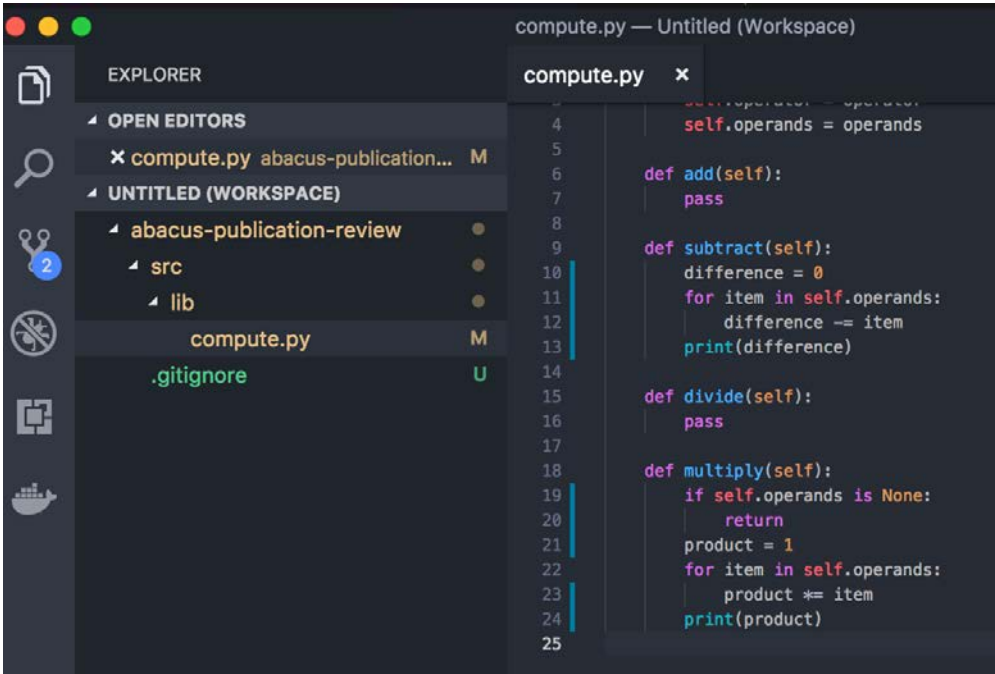 compute.py — Untitled (Workspace)
EXPLORER
OPEN EDITORS
× compute.py abacus-publication... M
UNTITLED (WORKSPACE)
abacus-publication-review
src
lib
compute.py M
.gitignore U
2
compute.py ×
3 self.operator = operator
4 self.operands = operands
5
6 def add(self):
7 pass
8
9 def subtract(self):
10 difference = 0
11 for item in self.operands:
12 difference -= item
13 print(difference)
14
15 def divide(self):
16 pass
17
18 def multiply(self):
19 if self.operands is None:
20 return
21 product = 1
22 for item in self.operands:
23 product *= item
24 print(product)
25